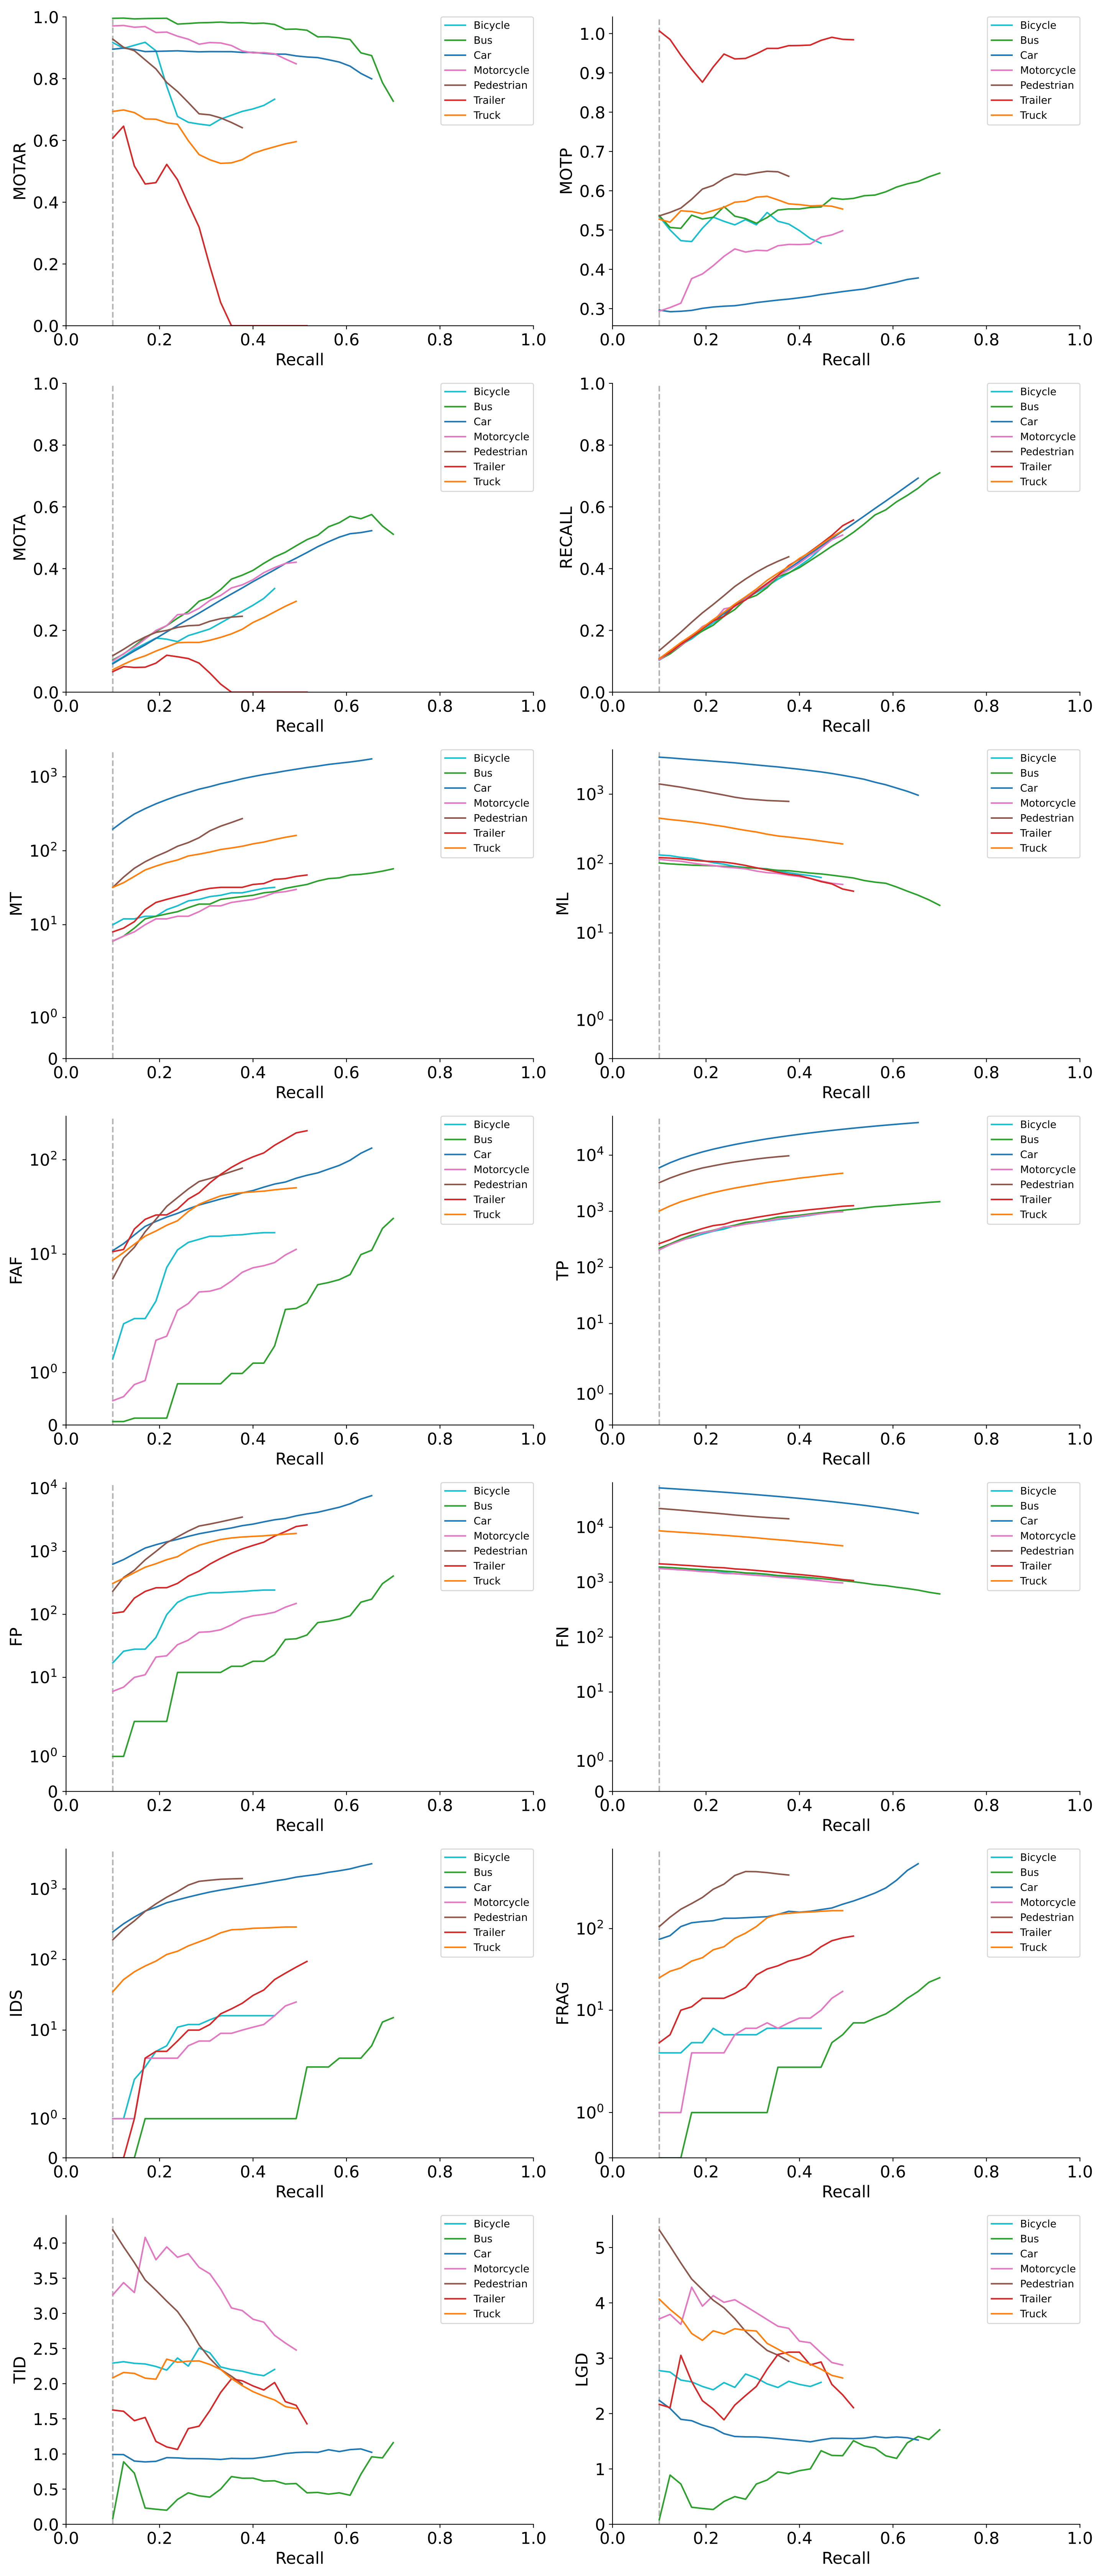 MOTAR
1.0
0.8
0.6
0.4
0.2
0.0
0.0 0.2 0.4 0.6 0.8 1.0
Recall
Bicycle
Bus
Car
Motorcycle
Pedestrian
Trailer
Truck
MOTP
1.0
0.9
0.8
0.7
0.6
0.5
0.4
0.3
0.0 0.2 0.4 0.6 0.8 1.0
Recall
Bicycle
Bus
Car
Motorcycle
Pedestrian
Trailer
Truck
MOTA
1.0
0.8
0.6
0.4
0.2
0.0
0.0 0.2 0.4 0.6 0.8 1.0
Recall
Bicycle
Bus
Car
Motorcycle
Pedestrian
Trailer
Truck
RECALL
1.0
0.8
0.6
0.4
0.2
0.0
0.0 0.2 0.4 0.6 0.8 1.0
Recall
Bicycle
Bus
Car
Motorcycle
Pedestrian
Trailer
Truck
MT
10³
10²
10¹
10⁰
0
0.0 0.2 0.4 0.6 0.8 1.0
Recall
Bicycle
Bus
Car
Motorcycle
Pedestrian
Trailer
Truck
ML
10³
10²
10¹
10⁰
0
0.0 0.2 0.4 0.6 0.8 1.0
Recall
Bicycle
Bus
Car
Motorcycle
Pedestrian
Trailer
Truck
FAF
10²
10¹
10⁰
0
0.0 0.2 0.4 0.6 0.8 1.0
Recall
Bicycle
Bus
Car
Motorcycle
Pedestrian
Trailer
Truck
TP
10⁴
10³
10²
10¹
10⁰
0
0.0 0.2 0.4 0.6 0.8 1.0
Recall
Bicycle
Bus
Car
Motorcycle
Pedestrian
Trailer
Truck
FP
10⁴
10³
10²
10¹
10⁰
0
0.0 0.2 0.4 0.6 0.8 1.0
Recall
Bicycle
Bus
Car
Motorcycle
Pedestrian
Trailer
Truck
FN
10⁴
10³
10²
10¹
10⁰
0
0.0 0.2 0.4 0.6 0.8 1.0
Recall
Bicycle
Bus
Car
Motorcycle
Pedestrian
Trailer
Truck
IDS
10³
10²
10¹
10⁰
0
0.0 0.2 0.4 0.6 0.8 1.0
Recall
Bicycle
Bus
Car
Motorcycle
Pedestrian
Trailer
Truck
FRAG
10²
10¹
10⁰
0
0.0 0.2 0.4 0.6 0.8 1.0
Recall
Bicycle
Bus
Car
Motorcycle
Pedestrian
Trailer
Truck
TID
4.0
3.5
3.0
2.5
2.0
1.5
1.0
0.5
0.0
0.0 0.2 0.4 0.6 0.8 1.0
Recall
Bicycle
Bus
Car
Motorcycle
Pedestrian
Trailer
Truck
LGD
5
4
3
2
1
0
0.0 0.2 0.4 0.6 0.8 1.0
Recall
Bicycle
Bus
Car
Motorcycle
Pedestrian
Trailer
Truck